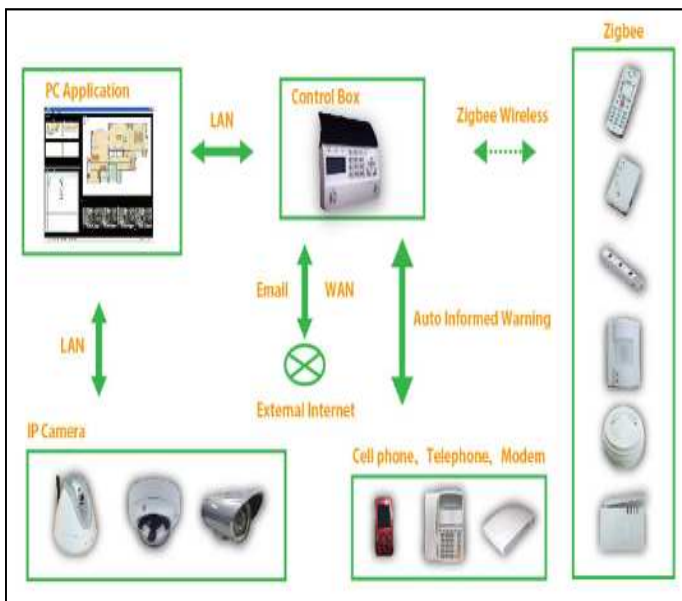 Zigbee
PC Application
Control Box
LAN
Zigbee Wireless
Email WAN
Auto Informed Warning
LAN
External Internet
IP Camera
Cell phone、Telephone、Modem